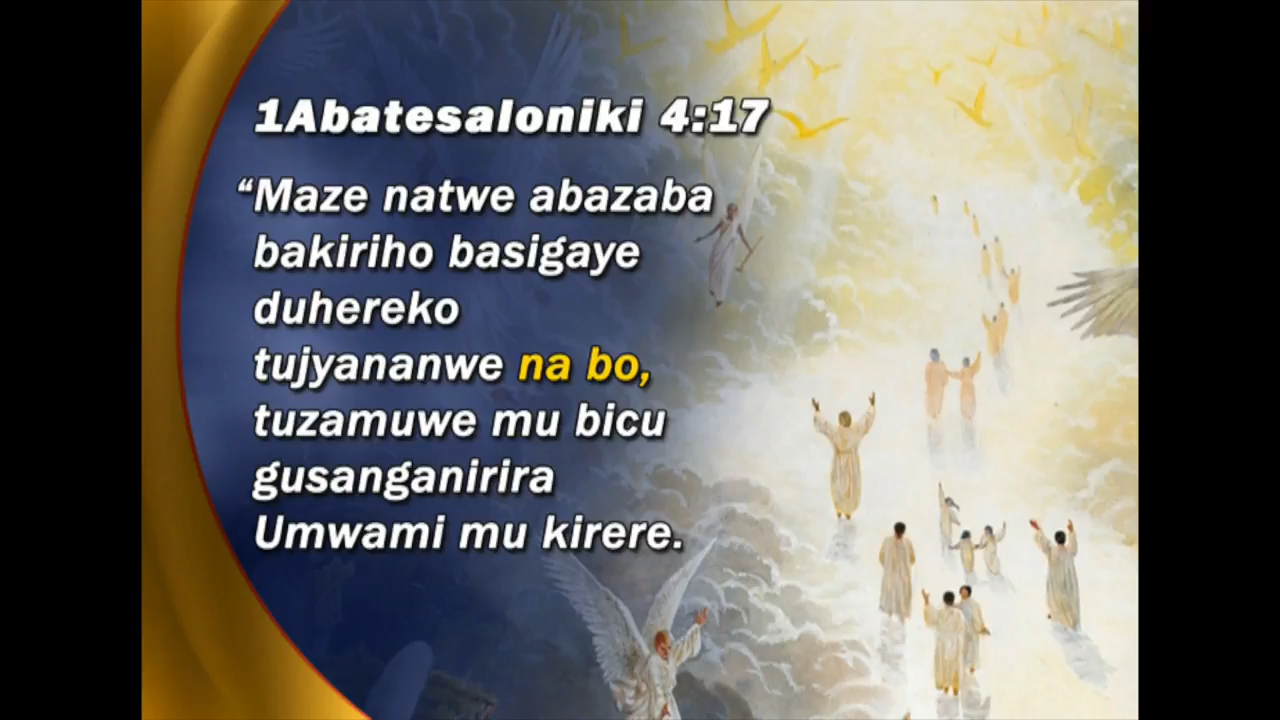 1Abatesaloniki 4:17
“Maze natwe abazaba
bakiriho basigaye
duhereko
tujyananwe na bo,
tuzamuwe mu bicu
gusanganirira
Umwami mu kirere.